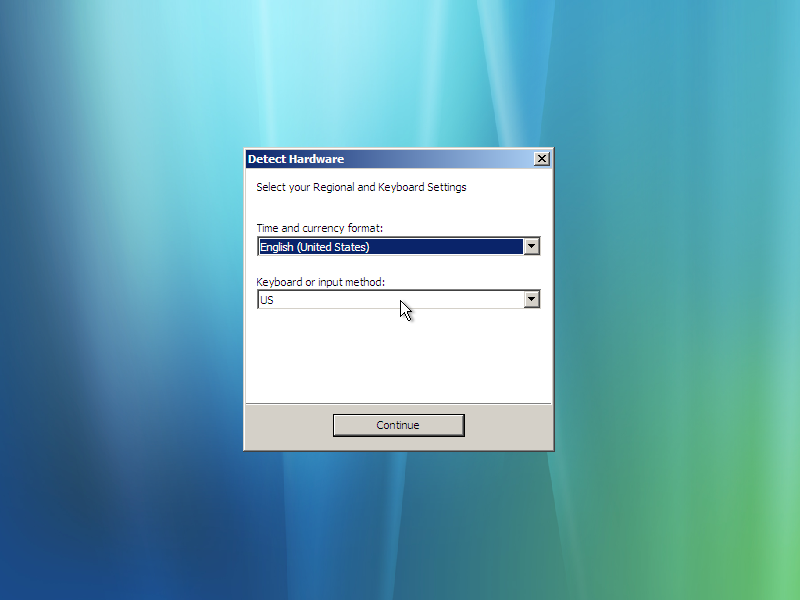 Detect Hardware
Select your Regional and Keyboard Settings
Time and currency format:
English (United States)
Keyboard or input method:
US
Continue